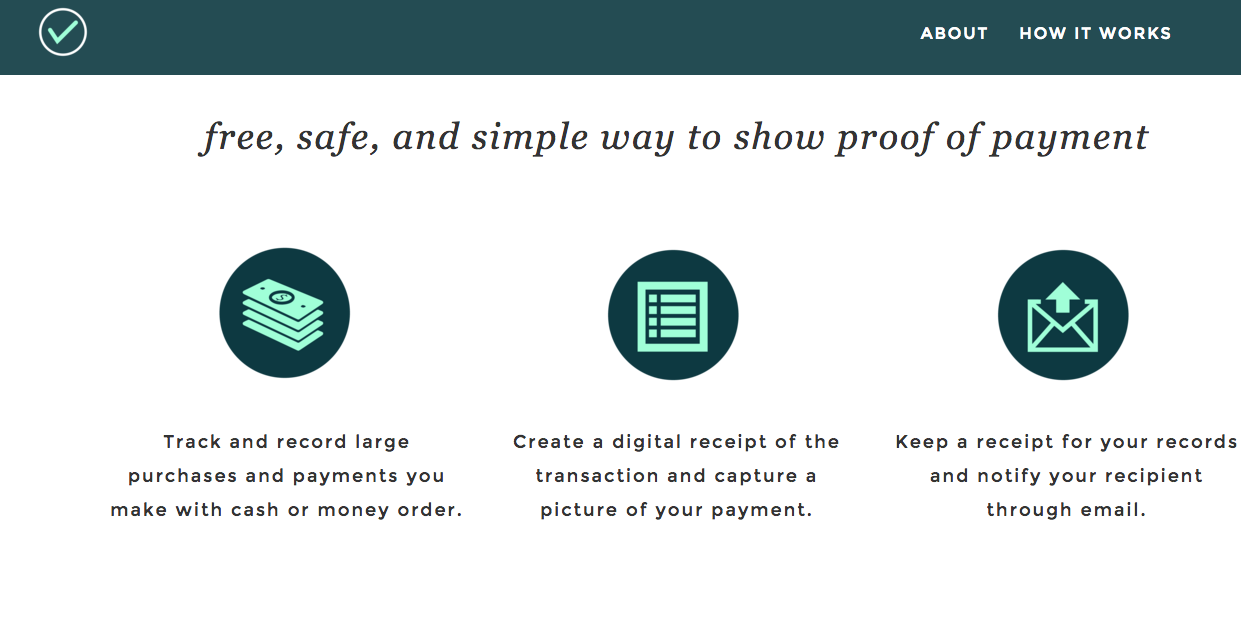 ABOUT HOW IT WORKS
free, safe, and simple way to show proof of payment
Track and record large
purchases and payments you
make with cash or money order.
Create a digital receipt of the
transaction and capture a
picture of your payment.
Keep a receipt for your records
and notify your recipient
through email.